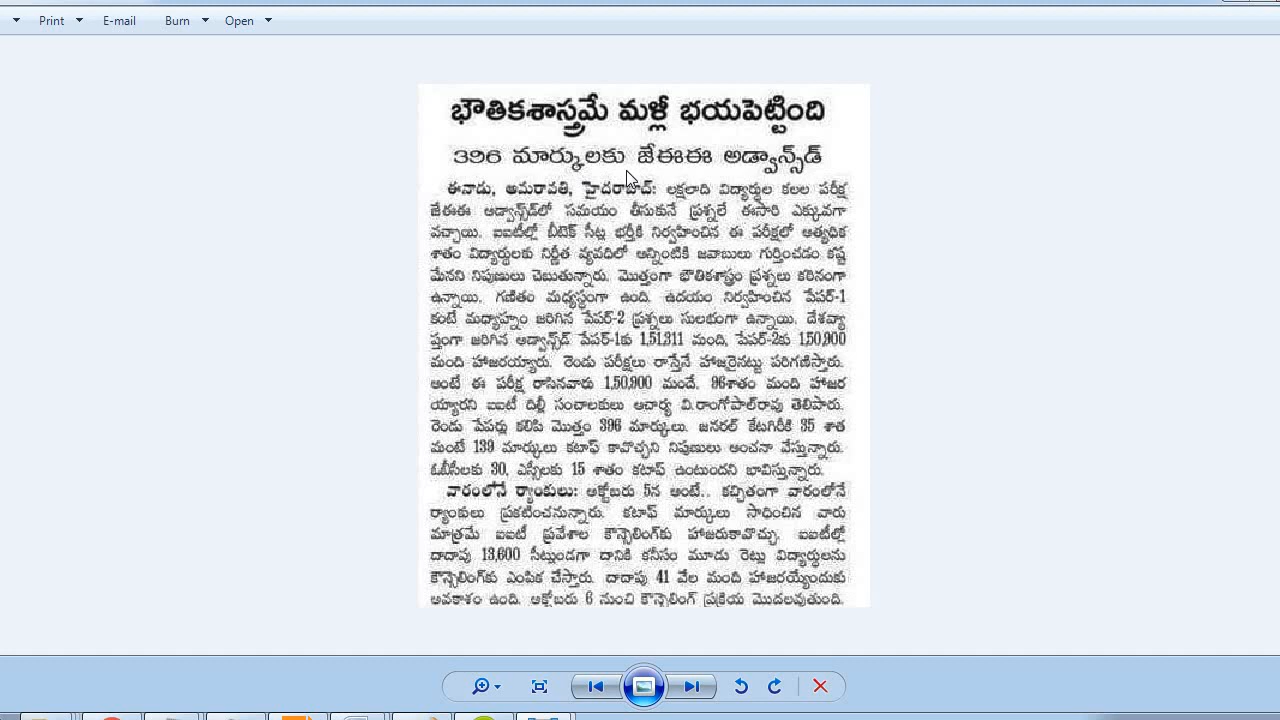 Print
E-mail
Burn
Open
భౌతికశాస్త్రమే మళ్లీ భయపెట్టింది
396 మార్కులకు జేఈఈ అడ్వాన్స్‌డ్
ఈనాడు, అమరావతి, హైదరాబాద్: లక్షలాది విద్యార్థుల కలల పరీక్ష
జేఈఈ అడ్వాన్స్‌డ్‌లో సమయం తీసుకునే ప్రశ్నలే ఈసారి ఎక్కువగా
వచ్చాయి. ఐఐటీల్లో బీటెక్ సీట్ల భర్తీకి నిర్వహించిన ఈ పరీక్షలో అత్యధిక
శాతం విద్యార్థులకు నిర్ణీత వ్యవధిలో అన్నింటికి జవాబులు గుర్తించడం కష్ట
మేనని నిపుణులు చెబుతున్నారు. మొత్తంగా భౌతికశాస్త్రం ప్రశ్నలు కఠినంగా
ఉన్నాయి. గణితం మధ్యస్థంగా ఉంది. ఉదయం నిర్వహించిన పేపర్-1
కంటే మధ్యాహ్నం జరిగిన పేపర్-2 ప్రశ్నలు సులభంగా ఉన్నాయి. దేశవ్యా
ప్తంగా జరిగిన అడ్వాన్స్‌డ్ పేపర్-1కు 1,51,311 మంది, పేపర్-2కు 1,50,900
మంది హాజరయ్యారు. రెండు పరీక్షలు రాస్తేనే హాజరైనట్టు పరిగణిస్తారు.
అంటే ఈ పరీక్ష రాసినవారు 1,50,900 మందే. 96శాతం మంది హాజర
య్యారని ఐఐటీ దిల్లీ సంచాలకులు ఆచార్య వి.రాంగోపాల్‌రావు తెలిపారు.
రెండు పేపర్లు కలిపి మొత్తం 396 మార్కులు. జనరల్ కేటగిరీకి 35 శాత
మంటే 139 మార్కులు కటాఫ్ కావొచ్చని నిపుణులు అంచనా వేస్తున్నారు.
ఓబీసీలకు 30, ఎస్సీలకు 15 శాతం కటాఫ్ ఉంటుందని భావిస్తున్నారు.
వారంలోనే ర్యాంకులు: అక్టోబరు 5న అంటే.. కచ్చితంగా వారంలోనే
ర్యాంకులు ప్రకటించనున్నారు. కటాఫ్ మార్కులు సాధించిన వారు
మాత్రమే ఐఐటీ ప్రవేశాల కౌన్సెలింగ్‌కు హాజరుకావొచ్చు. ఐఐటీల్లో
దాదాపు 13,600 సీట్లుండగా దానికి కనీసం మూడు రెట్లు విద్యార్థులను
కౌన్సెలింగ్‌కు ఎంపిక చేస్తారు. దాదాపు 41 వేల మంది హాజరయ్యేందుకు
అవకాశం ఉంది. అక్టోబరు 6 నుంచి కౌన్సెలింగ్ ప్రక్రియ మొదలవుతుంది.